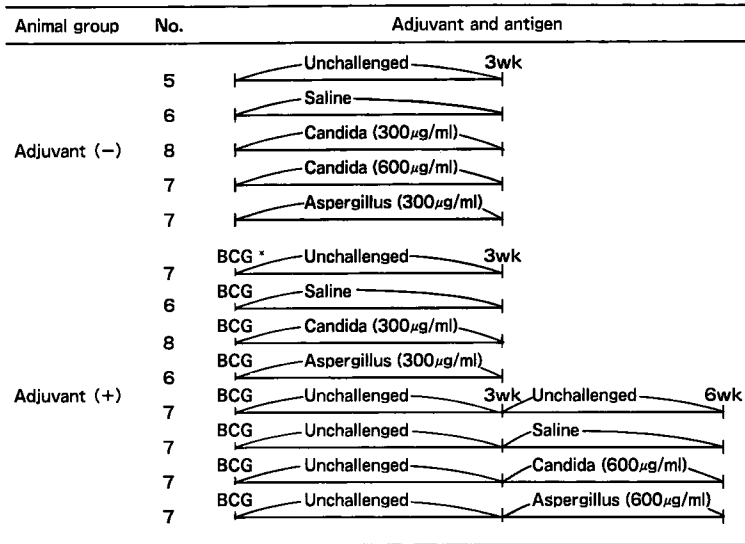 Animal group No. Adjuvant and antigen
Unchallenged 3wk
5
Saline
6
Candida (300μg/ml)
Adjuvant (−) 8
Candida (600μg/ml)
7
Aspergillus (300μg/ml)
7
BCG * Unchallenged 3wk
7
BCG Saline
6
BCG Candida (300μg/ml)
8
BCG Aspergillus (300μg/ml)
6
Adjuvant (+) BCG Unchallenged 3wk Unchallenged 6wk
7
BCG Unchallenged Saline
7
BCG Unchallenged Candida (600μg/ml)
7
BCG Unchallenged Aspergillus (600μg/ml)
7